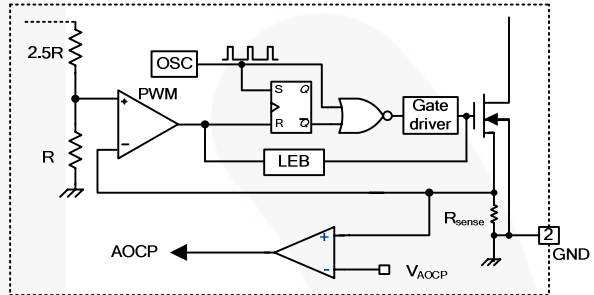 2.5R
OSC
PWM
+
−
S Q
R Q̅
Gate
driver
R
LEB
Rsense
2
GND
+
-
AOCP
VAOCP